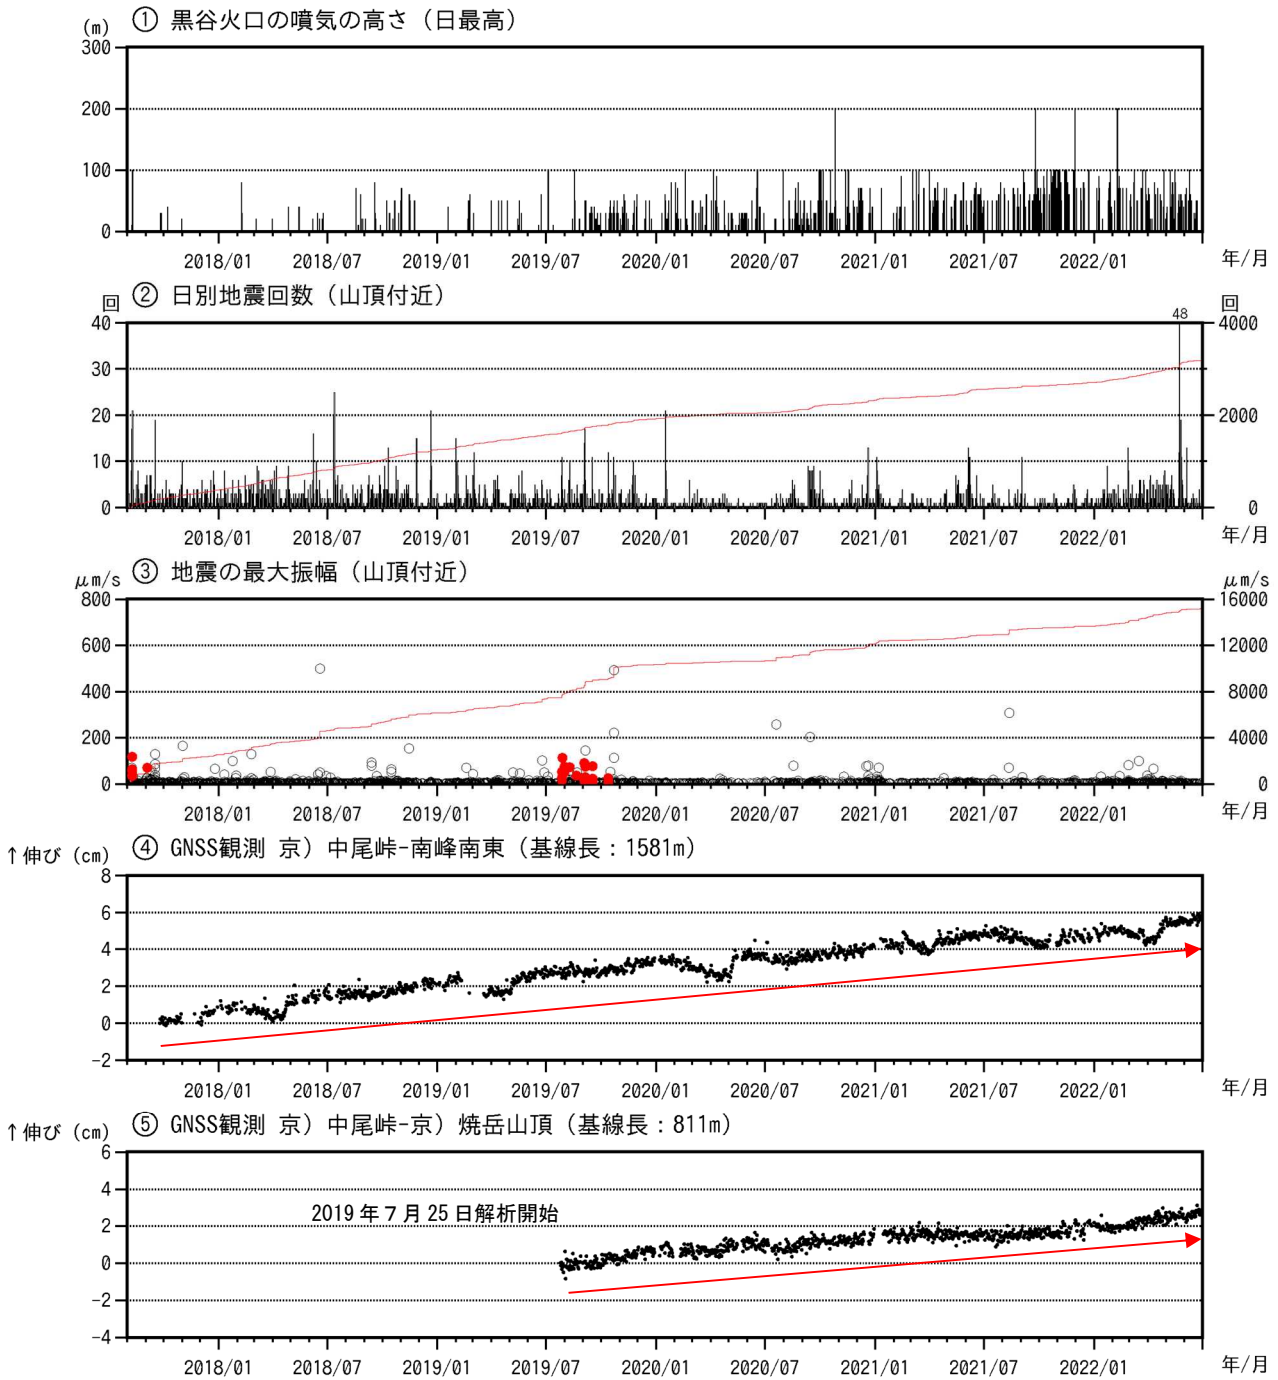 ① 黒谷火口の噴気の高さ（日最高）
(m)
300
200
100
0
2018/01 2018/07 2019/01 2019/07 2020/01 2020/07 2021/01 2021/07 2022/01 年/月
② 日別地震回数（山頂付近）
回 回
48
40 4000
30
20 2000
10
0 0
2018/01 2018/07 2019/01 2019/07 2020/01 2020/07 2021/01 2021/07 2022/01 年/月
③ 地震の最大振幅（山頂付近）
μm/s μm/s
800 16000
600 12000
400 8000
200 4000
0 0
2018/01 2018/07 2019/01 2019/07 2020/01 2020/07 2021/01 2021/07 2022/01 年/月
④ GNSS観測 京）中尾峠-南峰南東（基線長：1581m）
↑伸び (cm)
8
6
4
2
0
-2
2018/01 2018/07 2019/01 2019/07 2020/01 2020/07 2021/01 2021/07 2022/01 年/月
⑤ GNSS観測 京）中尾峠-京）焼岳山頂（基線長：811m）
↑伸び (cm)
6
4
2019年7月25日解析開始
2
0
-2
-4
2018/01 2018/07 2019/01 2019/07 2020/01 2020/07 2021/01 2021/07 2022/01 年/月